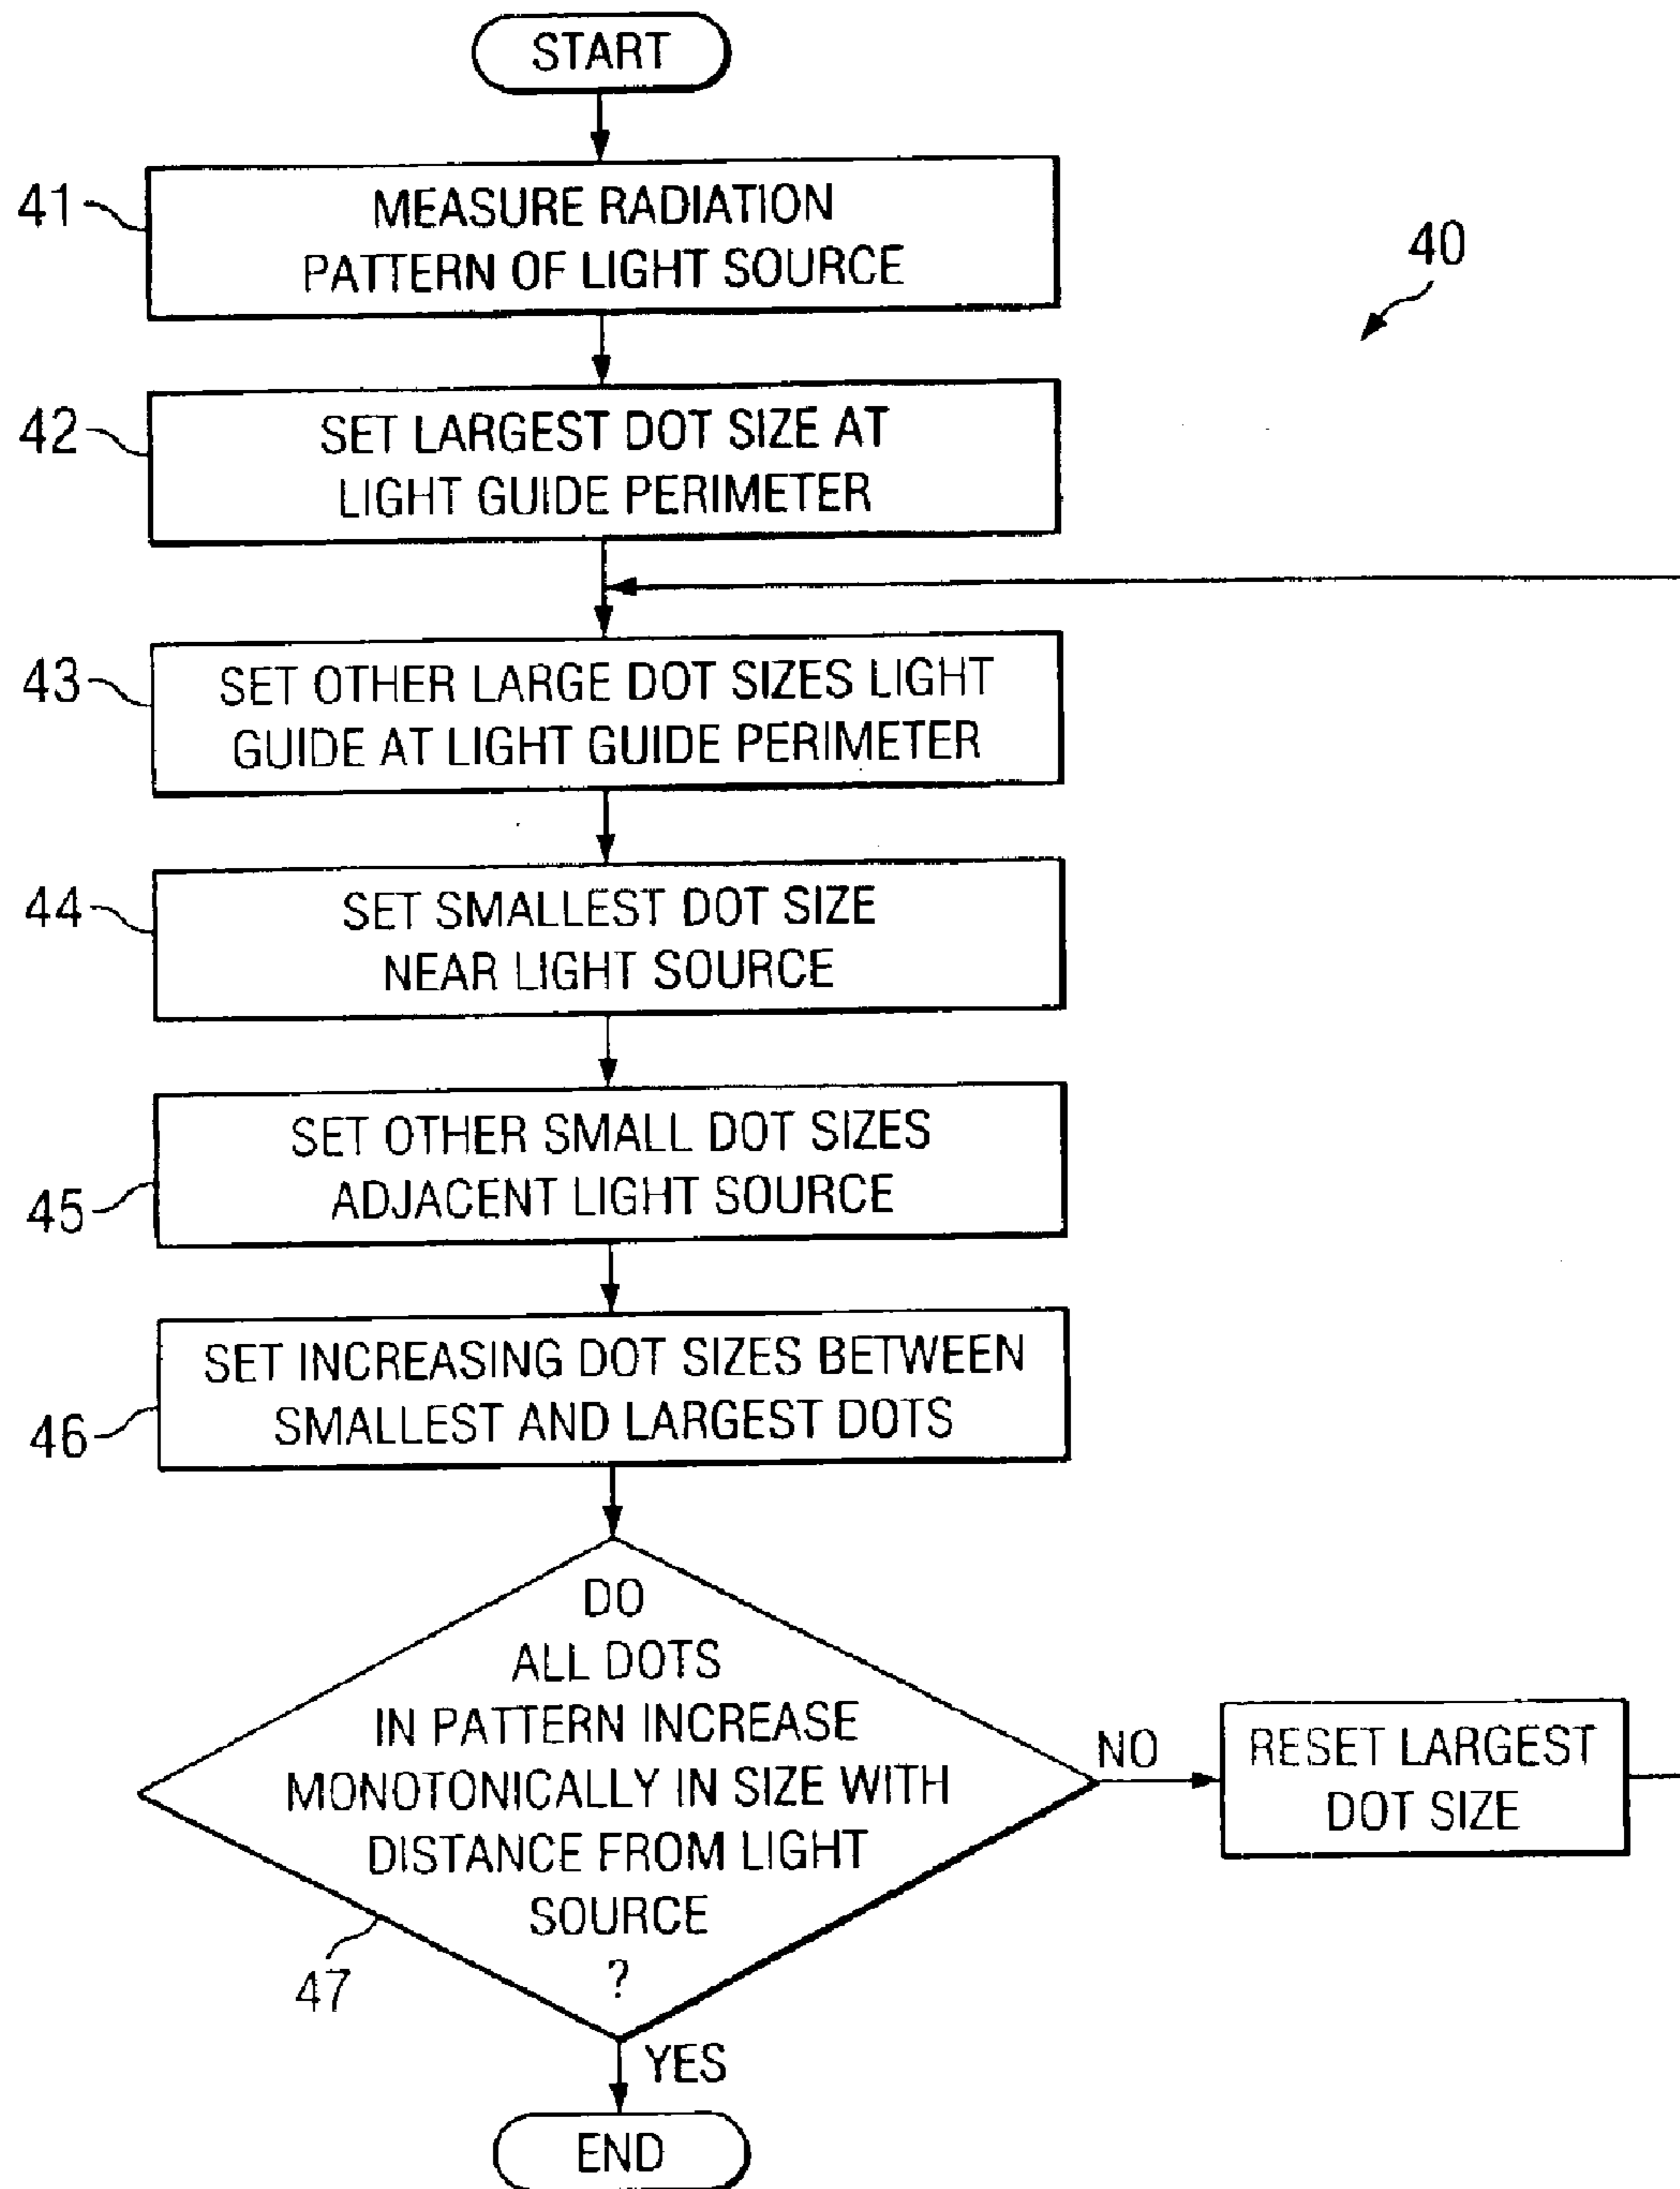 START
41
MEASURE RADIATION
PATTERN OF LIGHT SOURCE
40
42
SET LARGEST DOT SIZE AT
LIGHT GUIDE PERIMETER
43
SET OTHER LARGE DOT SIZES LIGHT
GUIDE AT LIGHT GUIDE PERIMETER
44
SET SMALLEST DOT SIZE
NEAR LIGHT SOURCE
45
SET OTHER SMALL DOT SIZES
ADJACENT LIGHT SOURCE
46
SET INCREASING DOT SIZES BETWEEN
SMALLEST AND LARGEST DOTS
DO
ALL DOTS
IN PATTERN INCREASE
MONOTONICALLY IN SIZE WITH
DISTANCE FROM LIGHT
SOURCE
?
47
NO
RESET LARGEST
DOT SIZE
YES
END